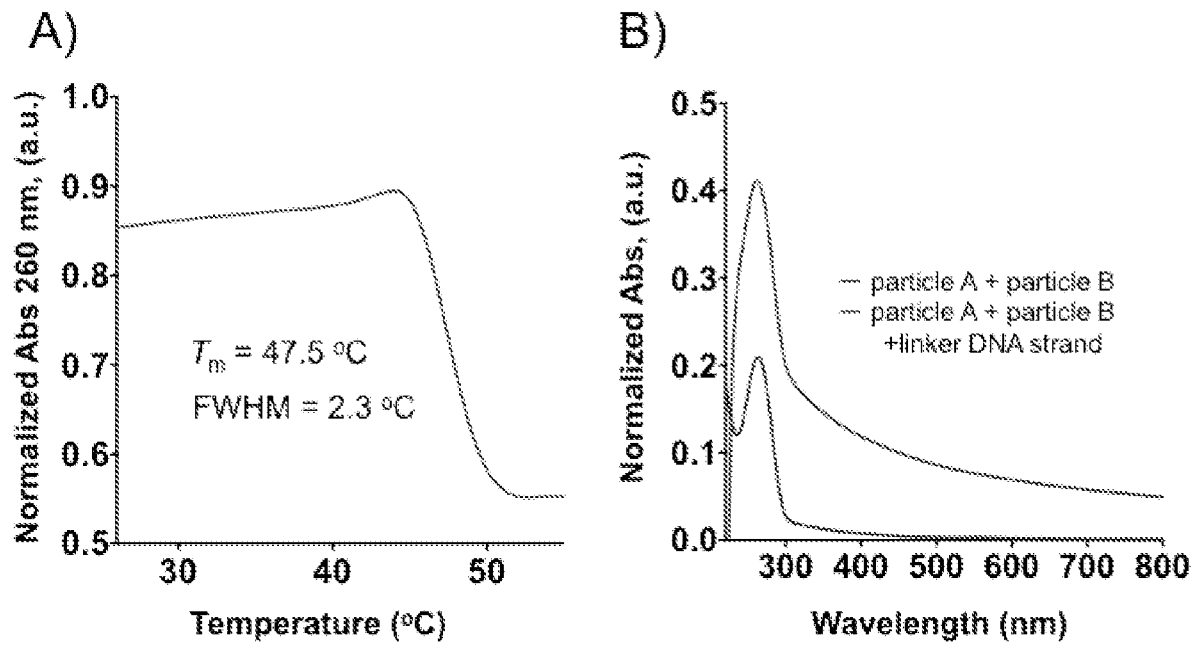 A)
Normalized Abs 260 nm, (a.u.)
1.0
0.9
0.8
0.7
0.6
0.5
Tm = 47.5 ºC
FWHM = 2.3 ºC
30
40
50
Temperature (ºC)
B)
Normalized Abs, (a.u.)
0.5
0.4
0.3
0.2
0.1
0.0
particle A + particle B
particle A + particle B
+linker DNA strand
300
400
500
600
700
800
Wavelength (nm)